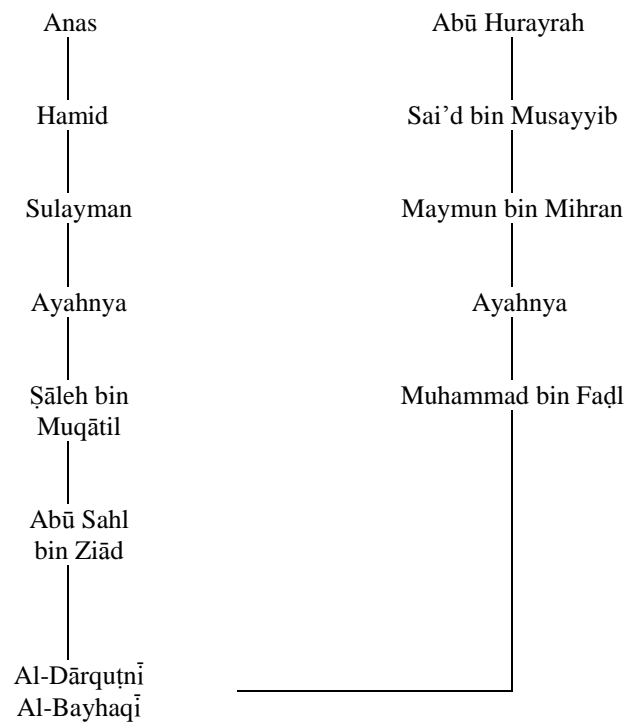 Anas
Abū Hurayrah
Hamid
Sai’d bin Musayyib
Sulayman
Maymun bin Mihran
Ayahnya
Ayahnya
Ṣāleh bin
Muqātil
Muhammad bin Faḍl
Abū Sahl
bin Ziād
Al-Dārquṭnī
Al-Bayhaqī